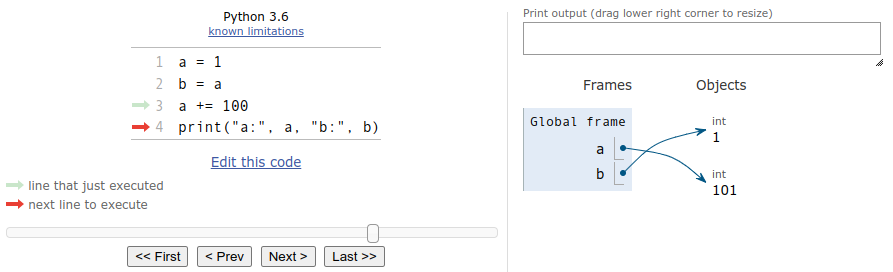 Python 3.6
known limitations
1 a = 1
2 b = a
3 a += 100
4 print("a:", a, "b:", b)
Edit this code
line that just executed
next line to execute
<< First < Prev Next > Last >>
Print output (drag lower right corner to resize)
Frames Objects
Global frame
a
b
int
1
int
101